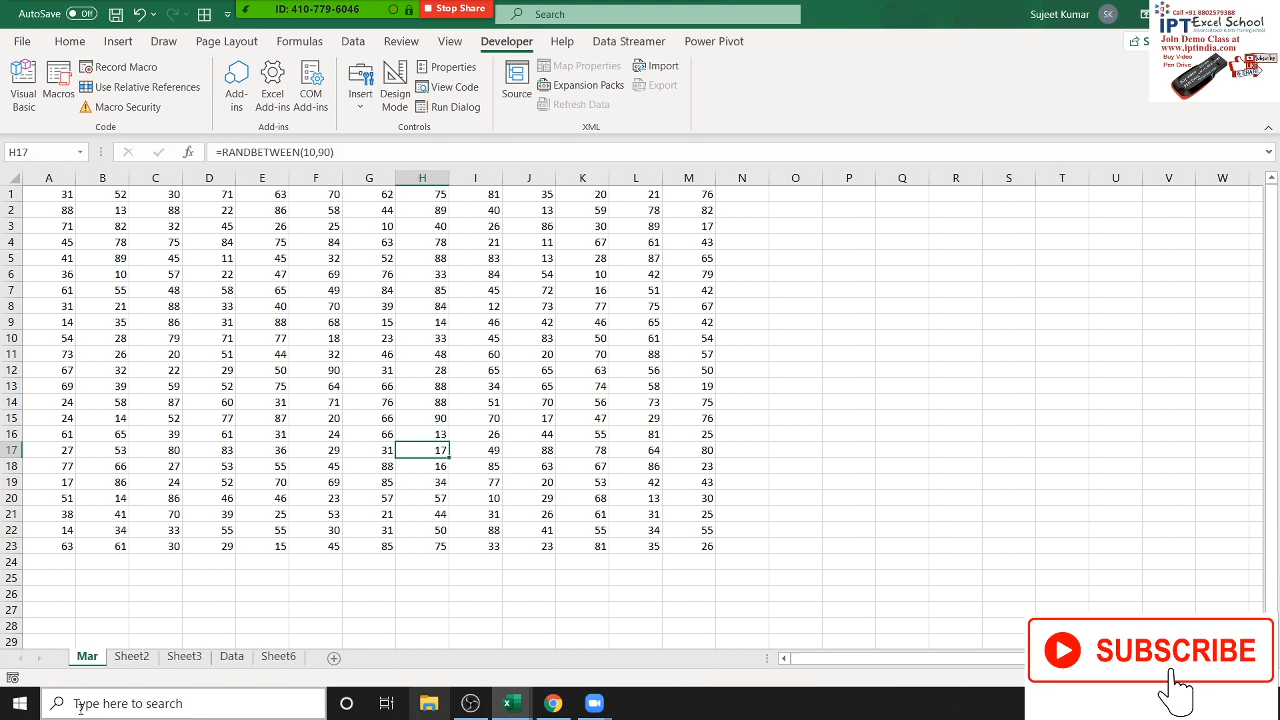 AutoSave Off
ID: 410-779-6046 Stop Share
Search
Sujeet Kumar SK
File Home Insert Draw Page Layout Formulas Data Review View Developer Help Data Streamer Power Pivot
Call +91 8802579388
IPT Excel School
Join Demo Class at
www.iptindia.com
Buy Video
Pen Drive
Visual Basic
Macros
Record Macro
Use Relative References
Macro Security
Code
Add-ins
Excel Add-ins
COM Add-ins
Add-ins
Insert
Design Mode
Properties
View Code
Run Dialog
Controls
Source
Map Properties
Expansion Packs
Refresh Data
Import
Export
XML
H17 fx =RANDBETWEEN(10,90)
A B C D E F G H I J K L M N O P Q R S T U V W
1 31 52 30 71 63 70 62 75 81 35 20 21 76
2 88 13 88 22 86 58 44 89 40 13 59 78 82
3 71 82 32 45 26 25 10 40 26 86 30 89 17
4 45 78 75 84 75 84 63 78 21 11 67 61 43
5 41 89 45 11 45 32 52 88 83 13 28 87 65
6 36 10 57 22 47 69 76 33 84 54 10 42 79
7 61 55 48 58 65 49 84 85 45 72 16 51 42
8 31 21 88 33 40 70 39 84 12 73 77 75 67
9 14 35 86 31 88 68 15 14 46 42 46 65 42
10 54 28 79 71 77 18 23 33 45 83 50 61 54
11 73 26 20 51 44 32 46 48 60 20 70 88 57
12 67 32 22 29 50 90 31 28 65 65 63 56 50
13 69 39 59 52 75 64 66 88 34 65 74 58 19
14 24 58 87 60 31 71 76 88 51 70 56 73 75
15 24 14 52 77 87 20 66 90 70 17 47 29 76
16 61 65 39 61 31 24 66 13 26 44 55 81 25
17 27 53 80 83 36 29 31 17 49 88 78 64 80
18 77 66 27 53 55 45 88 16 85 63 67 86 23
19 17 86 24 52 70 69 85 34 77 20 53 42 43
20 51 14 86 46 46 23 57 57 10 29 68 13 30
21 38 41 70 39 25 53 21 44 31 26 61 31 25
22 14 34 33 55 55 30 31 50 88 41 55 34 55
23 63 61 30 29 15 45 85 75 33 23 81 35 26
24
25
26
27
28
29
Mar Sheet2 Sheet3 Data Sheet6
SUBSCRIBE
Type here to search